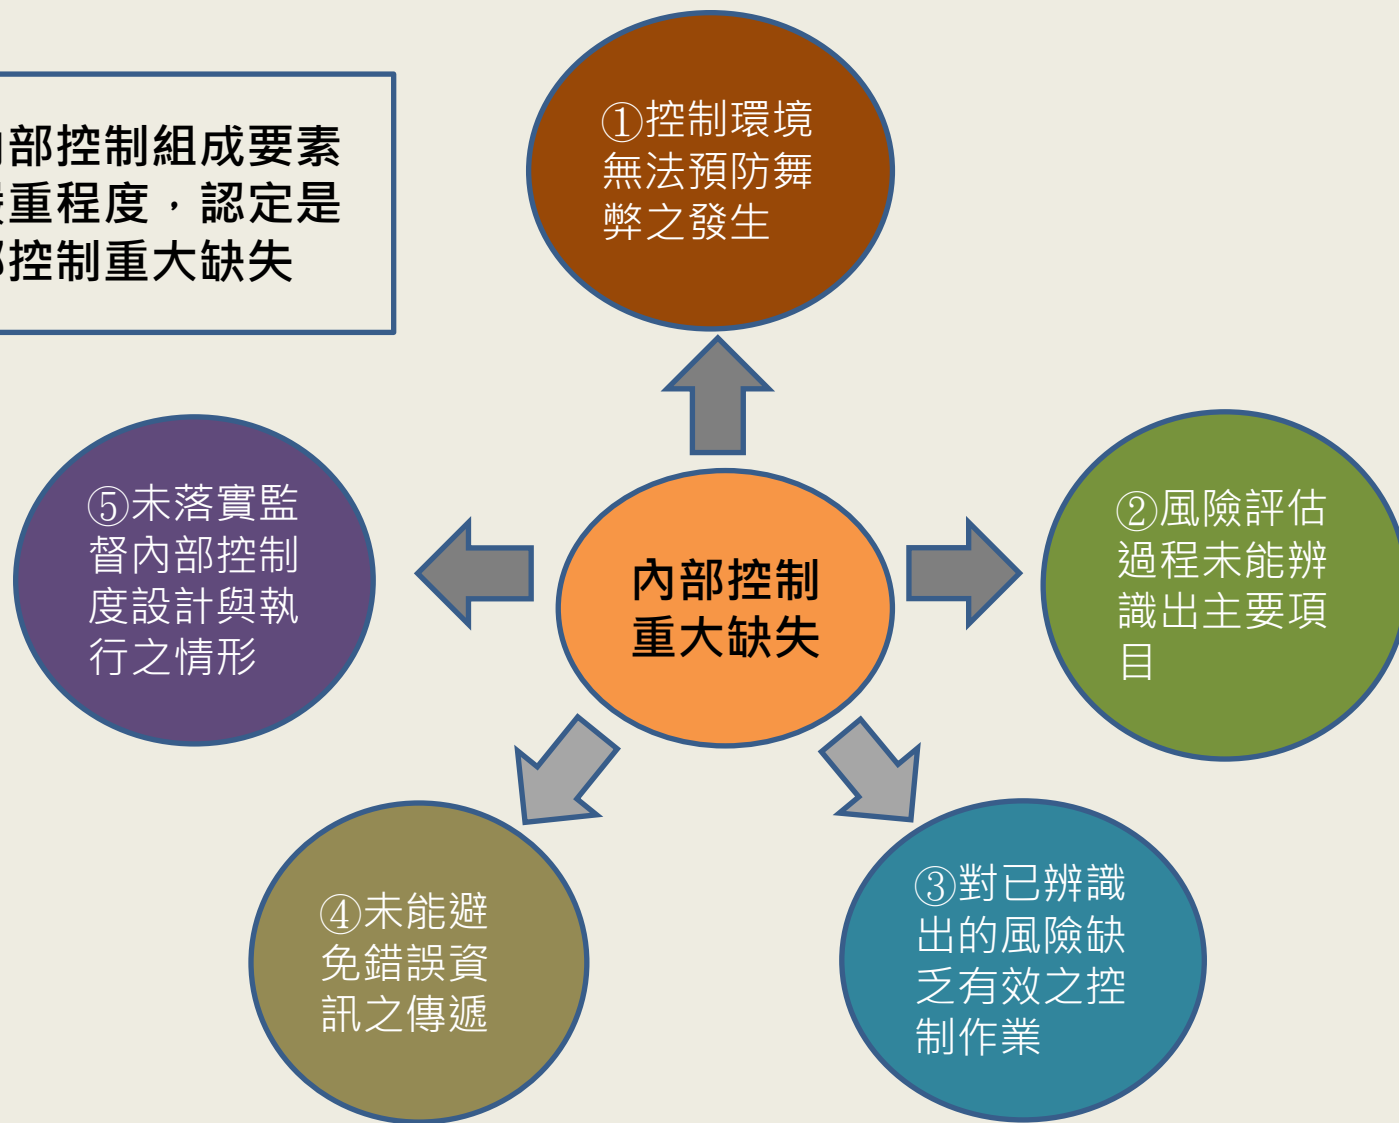 內部控制組成要素
嚴重程度，認定是
部控制重大缺失
①控制環境
無法預防舞
弊之發生
②風險評估
過程未能辨
識出主要項
目
③對已辨識
出的風險缺
乏有效之控
制作業
④未能避
免錯誤資
訊之傳遞
⑤未落實監
督內部控制
度設計與執
行之情形
內部控制
重大缺失